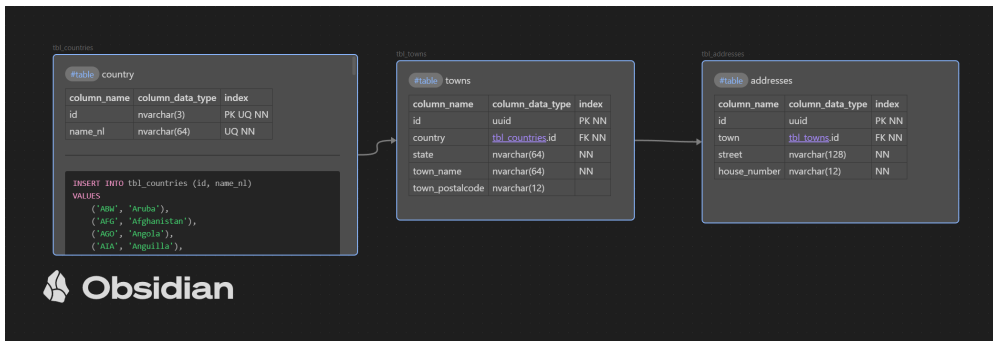 tbl_countries
#table country
column_name column_data_type index
id nvarchar(3) PK UQ NN
name_nl nvarchar(64) UQ NN
INSERT INTO tbl_countries (id, name_nl)
VALUES
('ABW', 'Aruba'),
('AFG', 'Afghanistan'),
('AGO', 'Angola'),
('AIA', 'Anguilla'),
tbl_towns
#table towns
column_name column_data_type index
id uuid PK NN
country tbl_countries.id FK NN
state nvarchar(64) NN
town_name nvarchar(64) NN
town_postalcode nvarchar(12)
tbl_addresses
#table addresses
column_name column_data_type index
id uuid PK NN
town tbl_towns.id FK NN
street nvarchar(128) NN
house_number nvarchar(12) NN
Obsidian